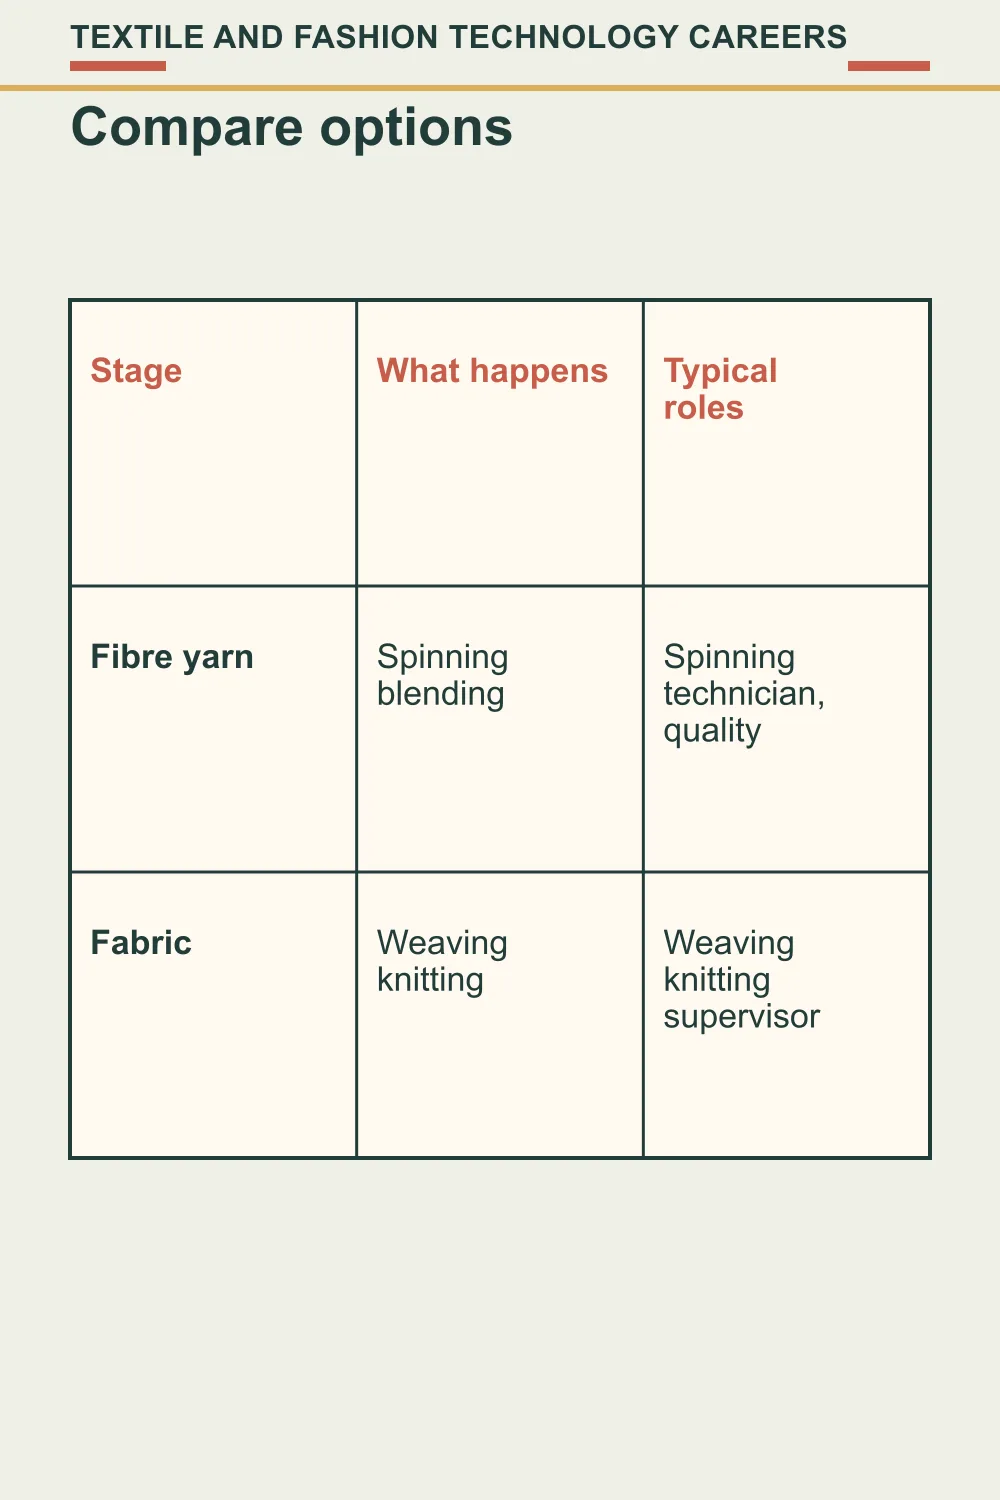 TEXTILE AND FASHION TECHNOLOGY CAREERS
Compare options
Stage
What happens
Typical
roles
Fibre yarn
Spinning
blending
Spinning
technician,
quality
Fabric
Weaving
knitting
Weaving
knitting
supervisor